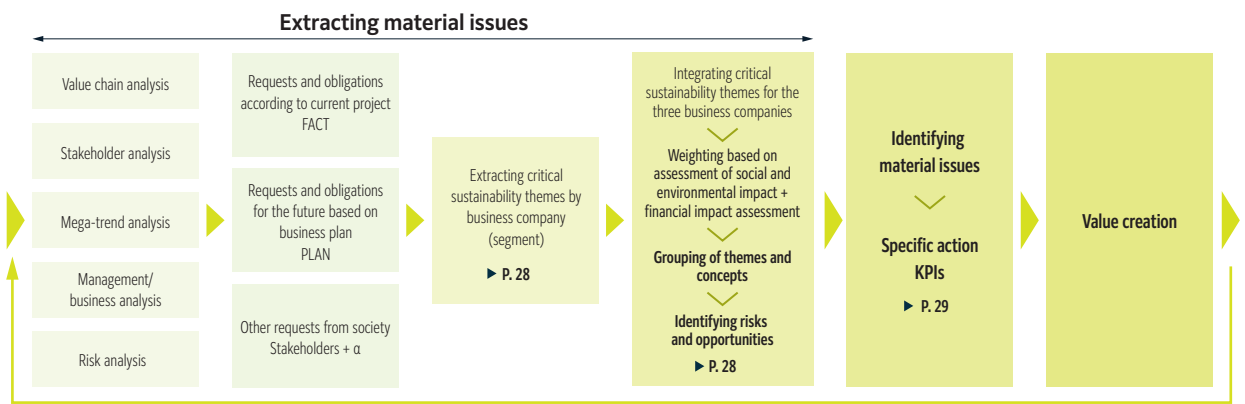 Extracting material issues
Value chain analysis
Stakeholder analysis
Mega-trend analysis
Management/
business analysis
Risk analysis
Requests and obligations
according to current project
FACT
Requests and obligations
for the future based on
business plan
PLAN
Other requests from society
Stakeholders + α
Extracting critical
sustainability themes by
business company
(segment)
▶ P. 28
Integrating critical
sustainability themes for the
three business companies
Weighting based on
assessment of social and
environmental impact +
financial impact assessment
Grouping of themes and
concepts
Identifying risks
and opportunities
▶ P. 28
Identifying
material issues
Specific action
KPIs
▶ P. 29
Value creation